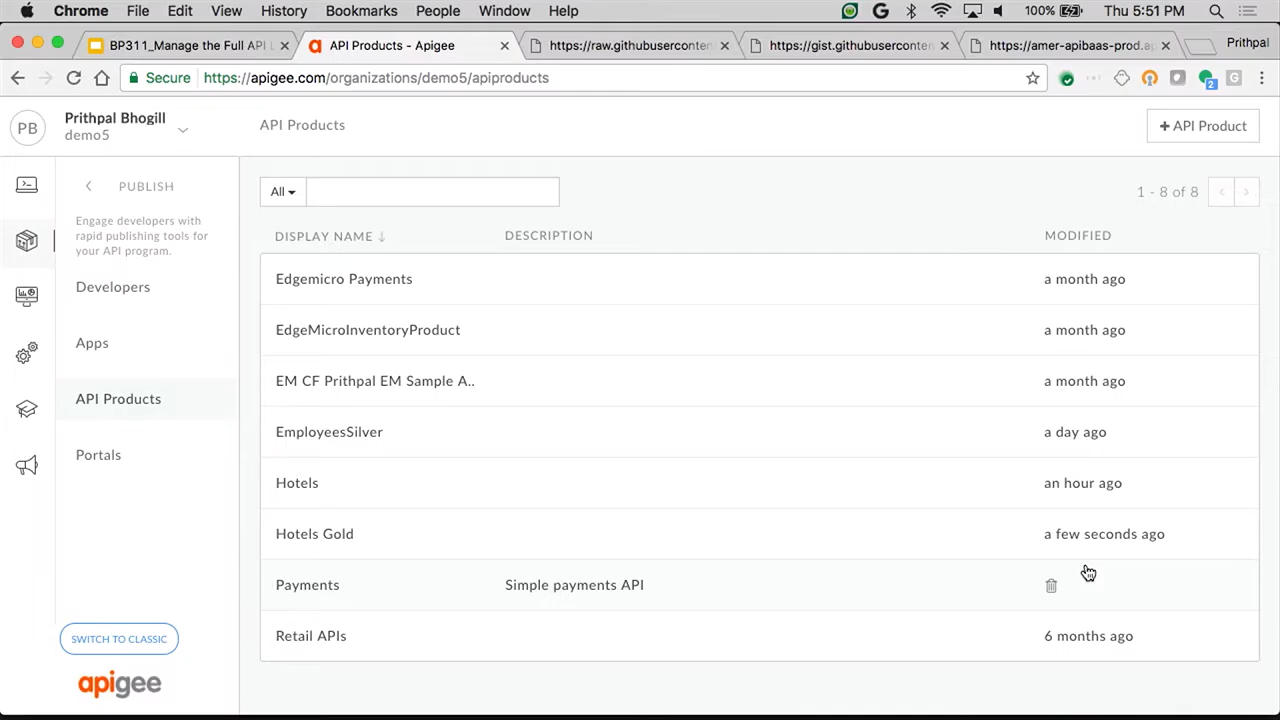 Chrome File Edit View History Bookmarks People Window Help 100% Thu 5:51 PM
BP311_Manage the Full API L
API Products - Apigee
https://raw.githubuserconten
https://gist.githubuserconten
https://amer-apibaas-prod.ap
Prithpal
Secure https://apigee.com/organizations/demo5/apiproducts
2
PB
Prithpal Bhogill
demo5
API Products
+ API Product
PUBLISH
Engage developers with
rapid publishing tools for
your API program.
Developers
Apps
API Products
Portals
SWITCH TO CLASSIC
apigee
All
1 - 8 of 8
DISPLAY NAME ↓ DESCRIPTION MODIFIED
Edgemicro Payments a month ago
EdgeMicroInventoryProduct a month ago
EM CF Prithpal EM Sample A.. a month ago
EmployeesSilver a day ago
Hotels an hour ago
Hotels Gold a few seconds ago
Payments Simple payments API
Retail APIs 6 months ago